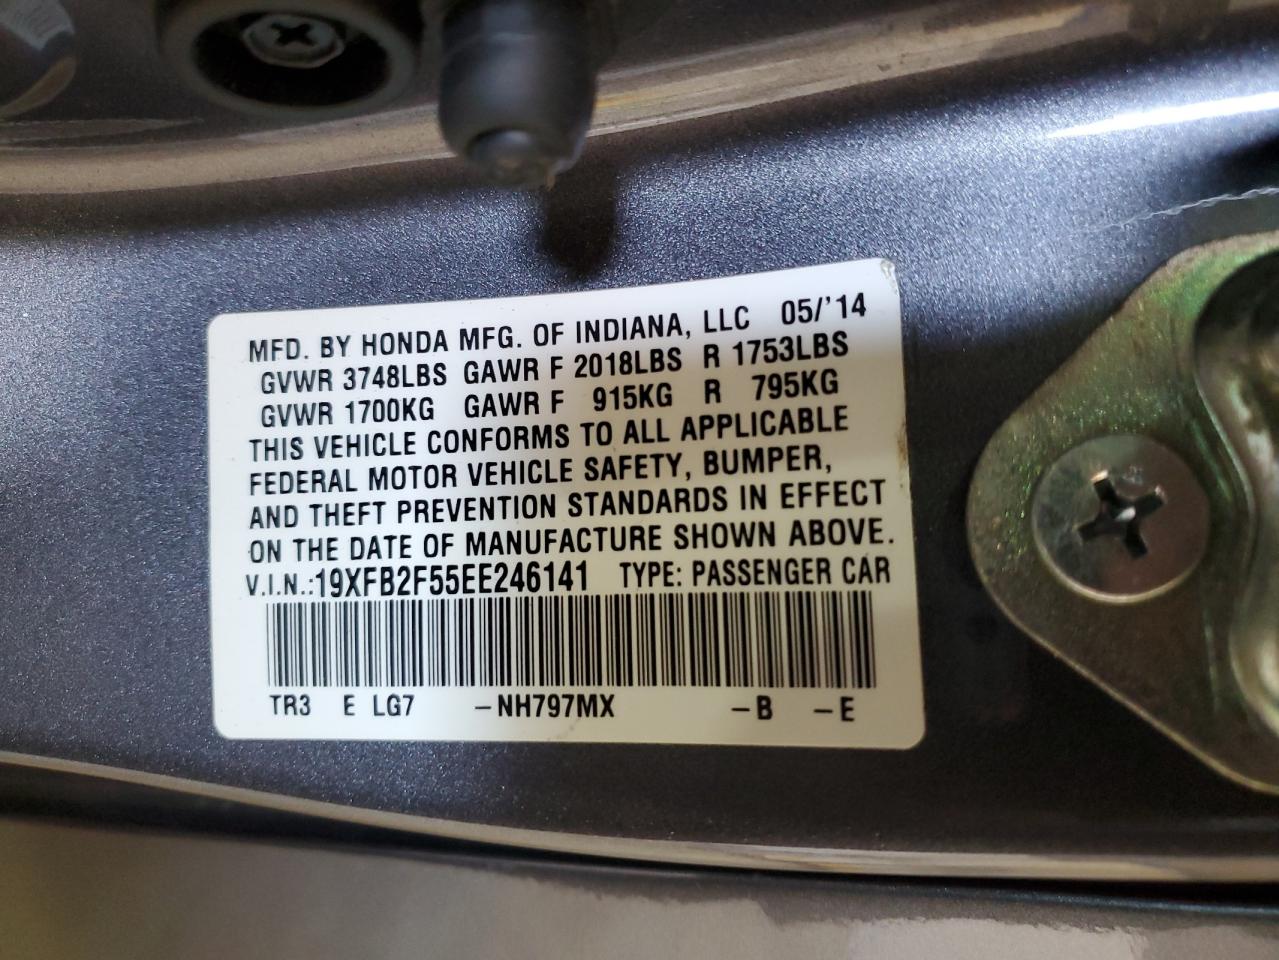 MFD. BY HONDA MFG. OF INDIANA, LLC 05/'14
GVWR 3748LBS GAWR F 2018LBS R 1753LBS
GVWR 1700KG GAWR F 915KG R 795KG
THIS VEHICLE CONFORMS TO ALL APPLICABLE
FEDERAL MOTOR VEHICLE SAFETY, BUMPER,
AND THEFT PREVENTION STANDARDS IN EFFECT
ON THE DATE OF MANUFACTURE SHOWN ABOVE.
V.I.N.:19XFB2F55EE246141 TYPE: PASSENGER CAR
TR3 E LG7 –NH797MX –B –E